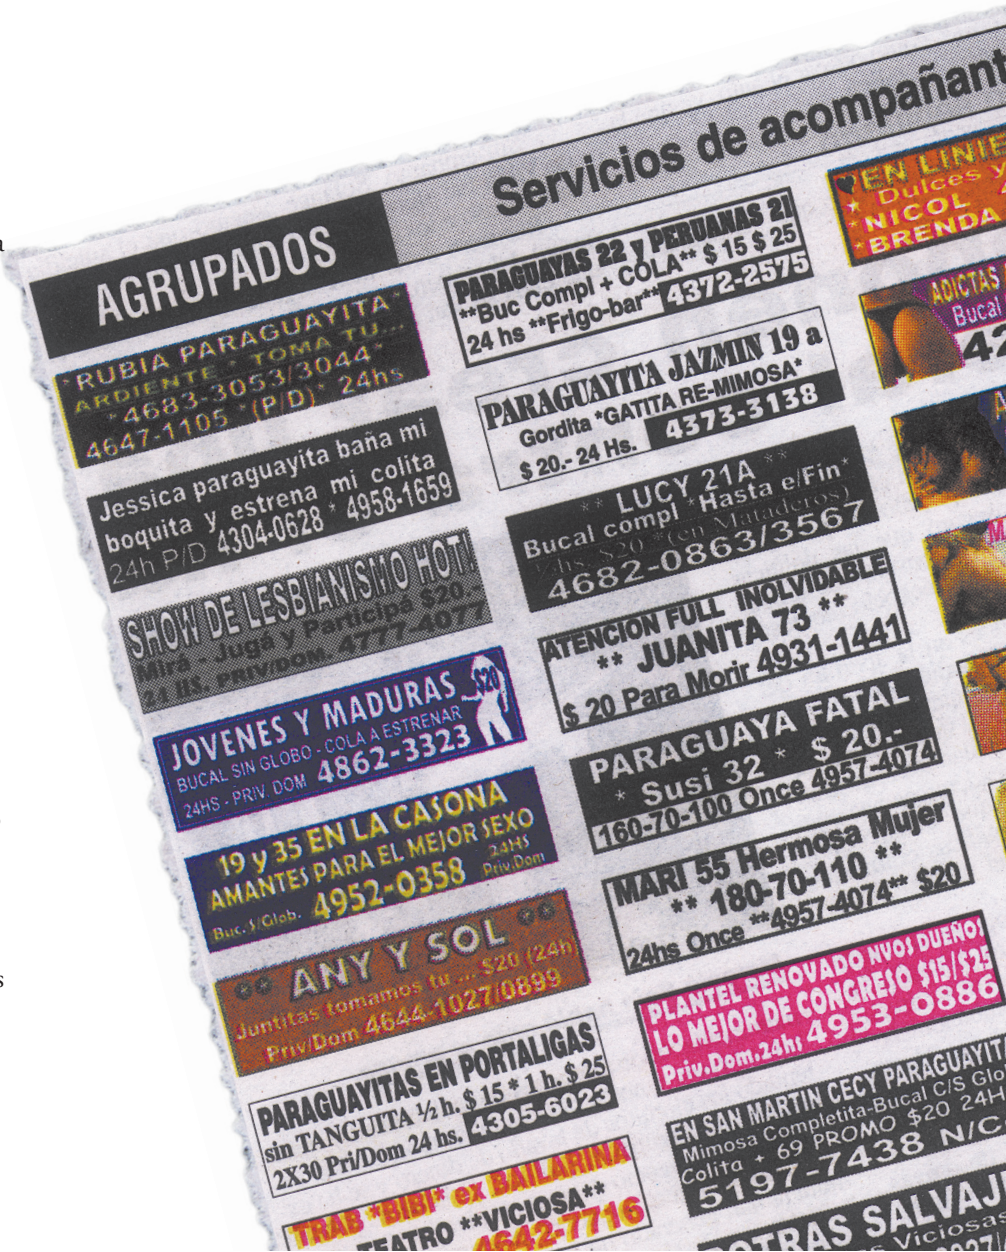 Servicios de acompañant
AGRUPADOS
*RUBIA PARAGUAYITA*
ARDIENTE * TOMA TU...
*4683-3053/3044*
4647-1105 *(P/D)* 24hs
Jessica paraguayita baña mi
boquita y estrena mi colita
24h P/D 4304-0628 * 4958-1659
SHOW DE LESBIANISMO HOT!
Mirá - Jugá y Participá $20.-
24 HS. PRIV/DOM. 4777-4077
JOVENES Y MADURAS $20
BUCAL SIN GLOBO - COLA A ESTRENAR
24HS - PRIV. DOM 4862-3323
19 y 35 EN LA CASONA
AMANTES PARA EL MEJOR SEXO
Buc. S/Glob. 4952-0358 24HS
Priv.Dom
** ANY Y SOL **
Juntitas tomamos tu ... $20 (24h
Priv/Dom 4644-1027/0899
PARAGUAYITAS EN PORTALIGAS
sin TANGUITA ½ h. $ 15 * 1 h. $ 25
2X30 Pri/Dom 24 hs. 4305-6023
TRAB *BIBI* ex BAILARINA
TEATRO **VICIOSA**
4642-7716
PARAGUAYAS 22 y PERUANAS 21
**Buc Compl + COLA** $ 15 $ 25
24 hs **Frigo-bar** 4372-2575
PARAGUAYITA JAZMIN 19 a
Gordita *GATITA RE-MIMOSA*
$ 20.- 24 Hs. 4373-3138
** LUCY 21A **
Bucal compl *Hasta e/Fin*
½hs. $20 *(en Mataderos)
4682-0863/3567
ATENCION FULL INOLVIDABLE
** JUANITA 73 **
$ 20 Para Morir 4931-1441
PARAGUAYA FATAL
* Susi 32 * $ 20.-
160-70-100 Once 4957-4074
MARI 55 Hermosa Mujer
** 180-70-110 **
24hs Once **4957-4074** $20
PLANTEL RENOVADO NVOS DUEÑOS
LO MEJOR DE CONGRESO $15/$25
Priv.Dom.24hs 4953-0886
EN SAN MARTIN CECY PARAGUAYIT
Mimosa Completita-Bucal C/S Glo
Colita + 69 PROMO $20 24H
5197-7438 N/C
OTRAS SALVAJ
Viciosas
EN LINIE
Dulces y
NICOL
BRENDA
ADICTAS
Bucal
42
a
s